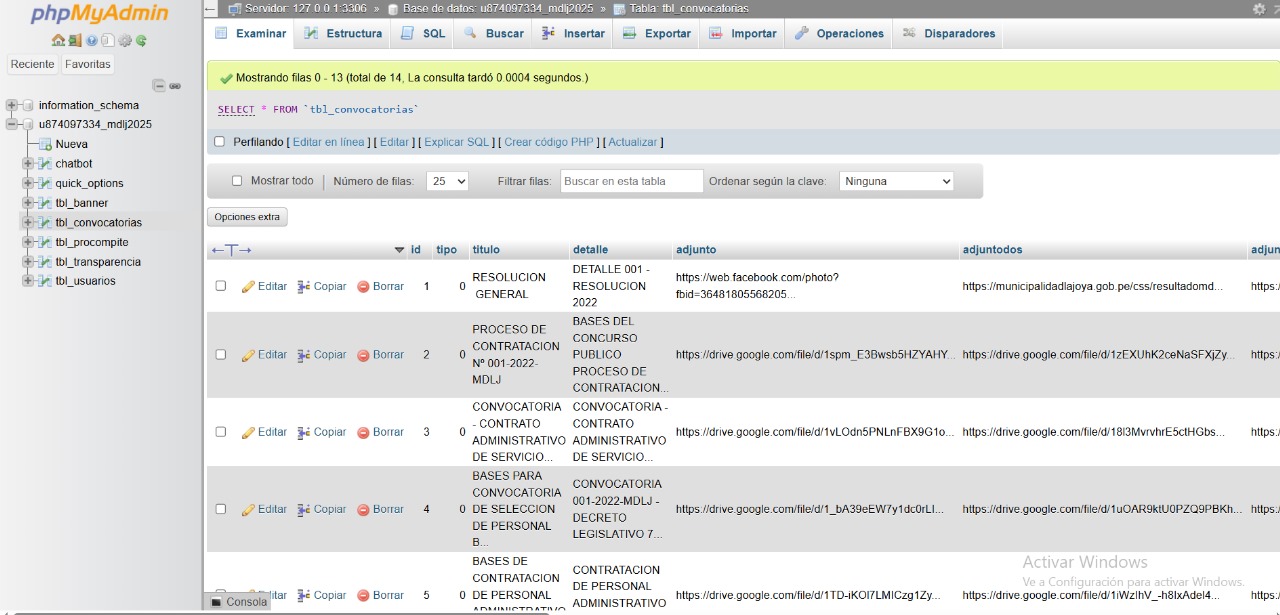 phpMyAdmin
Servidor: 127.0.0.1:3306 » Base de datos: u874097334_mdlj2025 » Tabla: tbl_convocatorias
Examinar Estructura SQL Buscar Insertar Exportar Importar Operaciones Disparadores
Reciente Favoritas
information_schema
u874097334_mdlj2025
Nueva
chatbot
quick_options
tbl_banner
tbl_convocatorias
tbl_procompite
tbl_transparencia
tbl_usuarios
Mostrando filas 0 - 13 (total de 14, La consulta tardó 0.0004 segundos.)
SELECT * FROM `tbl_convocatorias`
Perfilando [ Editar en línea ] [ Editar ] [ Explicar SQL ] [ Crear código PHP ] [ Actualizar ]
Mostrar todo Número de filas: 25 Filtrar filas: Buscar en esta tabla Ordenar según la clave: Ninguna
Opciones extra
←T→ id tipo titulo detalle adjunto adjuntodos adjun
Editar Copiar Borrar 1 0
RESOLUCION
GENERAL
DETALLE 001 -
RESOLUCION
2022
https://web.facebook.com/photo?
fbid=36481805568205...
https://municipalidadlajoya.gob.pe/css/resultadomd...
https:/
Editar Copiar Borrar 2 0
PROCESO DE
CONTRATACION
Nº 001-2022-
MDLJ
BASES DEL
CONCURSO
PUBLICO
PROCESO DE
CONTRATACION...
https://drive.google.com/file/d/1spm_E3Bwsb5HZYAHY...
https://drive.google.com/file/d/1zEXUhK2ceNaSFXjZy...
https:/
Editar Copiar Borrar 3 0
CONVOCATORIA
- CONTRATO
ADMINISTRATIVO
DE SERVICIO...
CONVOCATORIA -
CONTRATO
ADMINISTRATIVO
DE SERVICIO...
https://drive.google.com/file/d/1vLOdn5PNLnFBX9G1o...
https://drive.google.com/file/d/18l3MvrvhrE5ctHGbs...
https:/
Editar Copiar Borrar 4 0
BASES PARA
CONVOCATORIA
DE SELECCION
DE PERSONAL
B...
CONVOCATORIA
001-2022-MDLJ -
DECRETO
LEGISLATIVO 7...
https://drive.google.com/file/d/1_bA39eEW7y1dc0rLI...
https://drive.google.com/file/d/1uOAR9ktU0PZQ9PBKh...
https:/
Editar Copiar Borrar 5 0
BASES DE
CONTRATACION
DE PERSONAL
ADMINISTRATIVO
CONTRATACION
DE PERSONAL
ADMINISTRATIVO
https://drive.google.com/file/d/1TD-iKOl7LMICzg1Zy...
https://drive.google.com/file/d/1iWzIhV_-h8IxAdel4...
https:/
Consola
Activar Windows
Ve a Configuración para activar Windows.